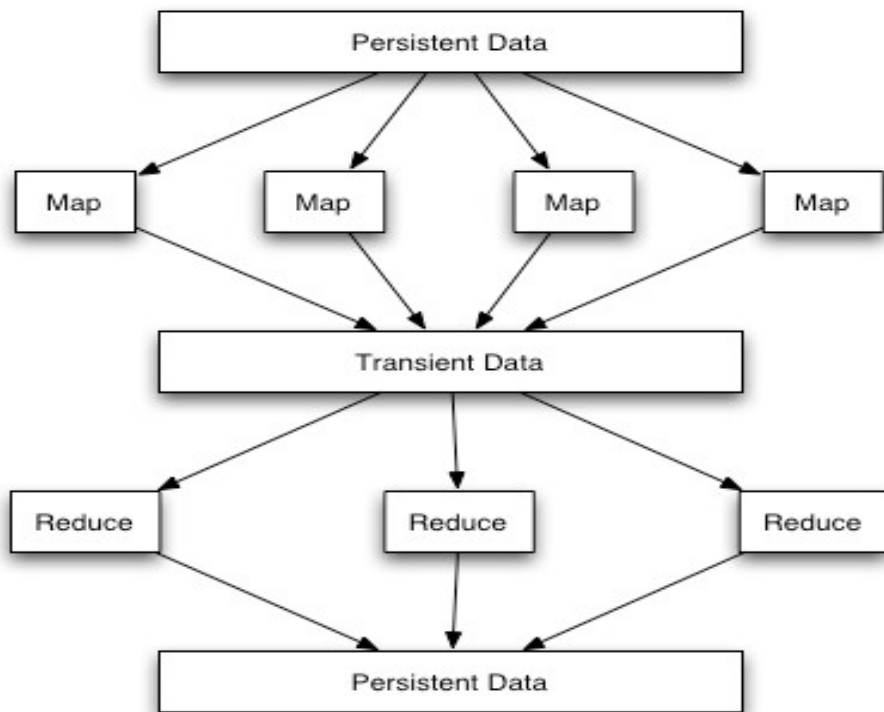 Persistent Data
Map Map Map Map
Transient Data
Reduce Reduce Reduce
Persistent Data